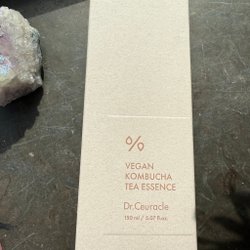 %
VEGAN
KOMBUCHA
TEA ESSENCE
Dr.Ceuracle
150 ml / 5.07 fl.oz.